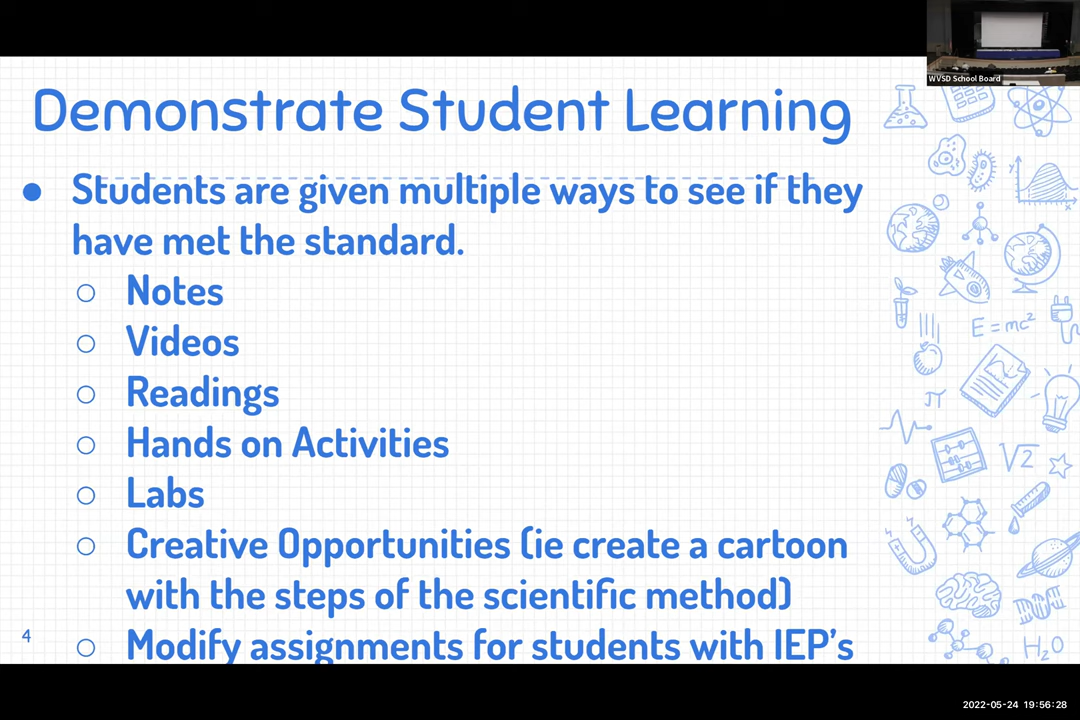 WVSD School Board
Demonstrate Student Learning
● Students are given multiple ways to see if they
have met the standard.
○ Notes
○ Videos
○ Readings
○ Hands on Activities
○ Labs
○ Creative Opportunities (ie create a cartoon
with the steps of the scientific method)
○ Modify assignments for students with IEP's
4
y
x
E=mc²
π
√2
H₂O
2022-05-24 19:56:28